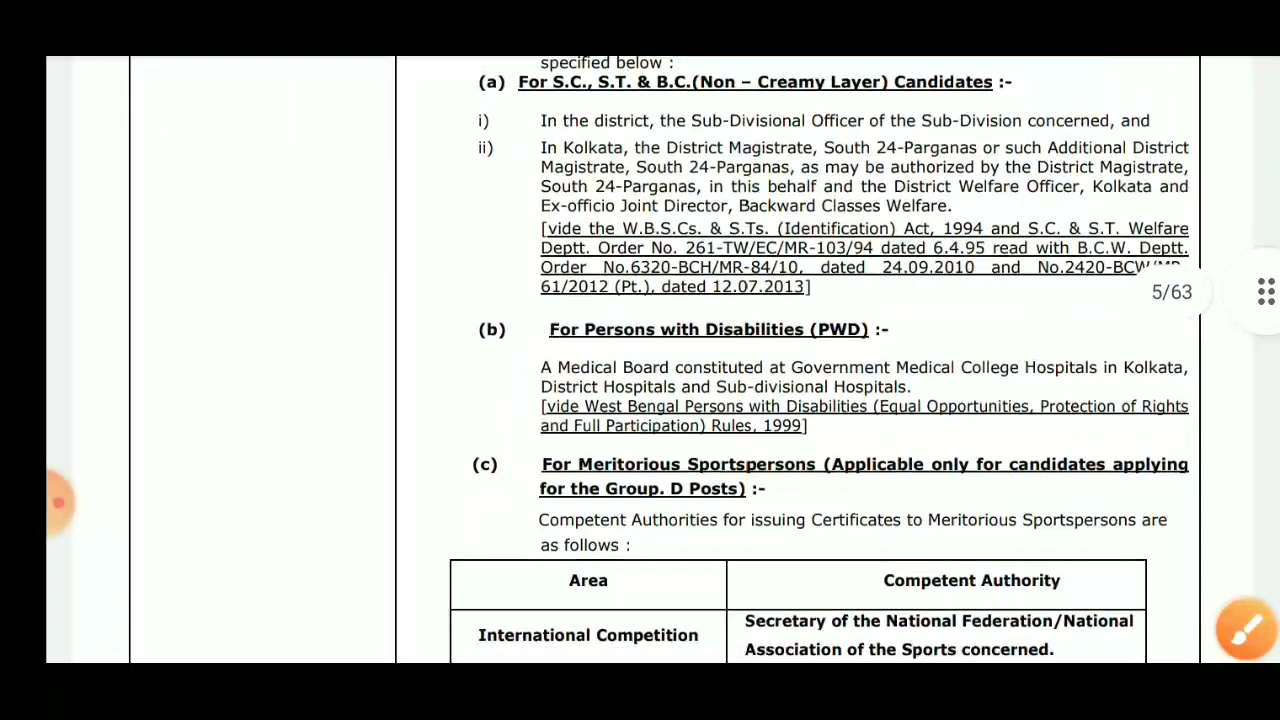 specified below :
(a) For S.C., S.T. & B.C.(Non – Creamy Layer) Candidates :-
i) In the district, the Sub-Divisional Officer of the Sub-Division concerned, and
ii) In Kolkata, the District Magistrate, South 24-Parganas or such Additional District
Magistrate, South 24-Parganas, as may be authorized by the District Magistrate,
South 24-Parganas, in this behalf and the District Welfare Officer, Kolkata and
Ex-officio Joint Director, Backward Classes Welfare.
[vide the W.B.S.Cs. & S.Ts. (Identification) Act, 1994 and S.C. & S.T. Welfare
Deptt. Order No. 261-TW/EC/MR-103/94 dated 6.4.95 read with B.C.W. Deptt.
Order No.6320-BCH/MR-84/10, dated 24.09.2010 and No.2420-BCW/MR-
61/2012 (Pt.), dated 12.07.2013]
5/63
(b) For Persons with Disabilities (PWD) :-
A Medical Board constituted at Government Medical College Hospitals in Kolkata,
District Hospitals and Sub-divisional Hospitals.
[vide West Bengal Persons with Disabilities (Equal Opportunities, Protection of Rights
and Full Participation) Rules, 1999]
(c) For Meritorious Sportspersons (Applicable only for candidates applying
for the Group. D Posts) :-
Competent Authorities for issuing Certificates to Meritorious Sportspersons are
as follows :
Area Competent Authority
International Competition
Secretary of the National Federation/National
Association of the Sports concerned.